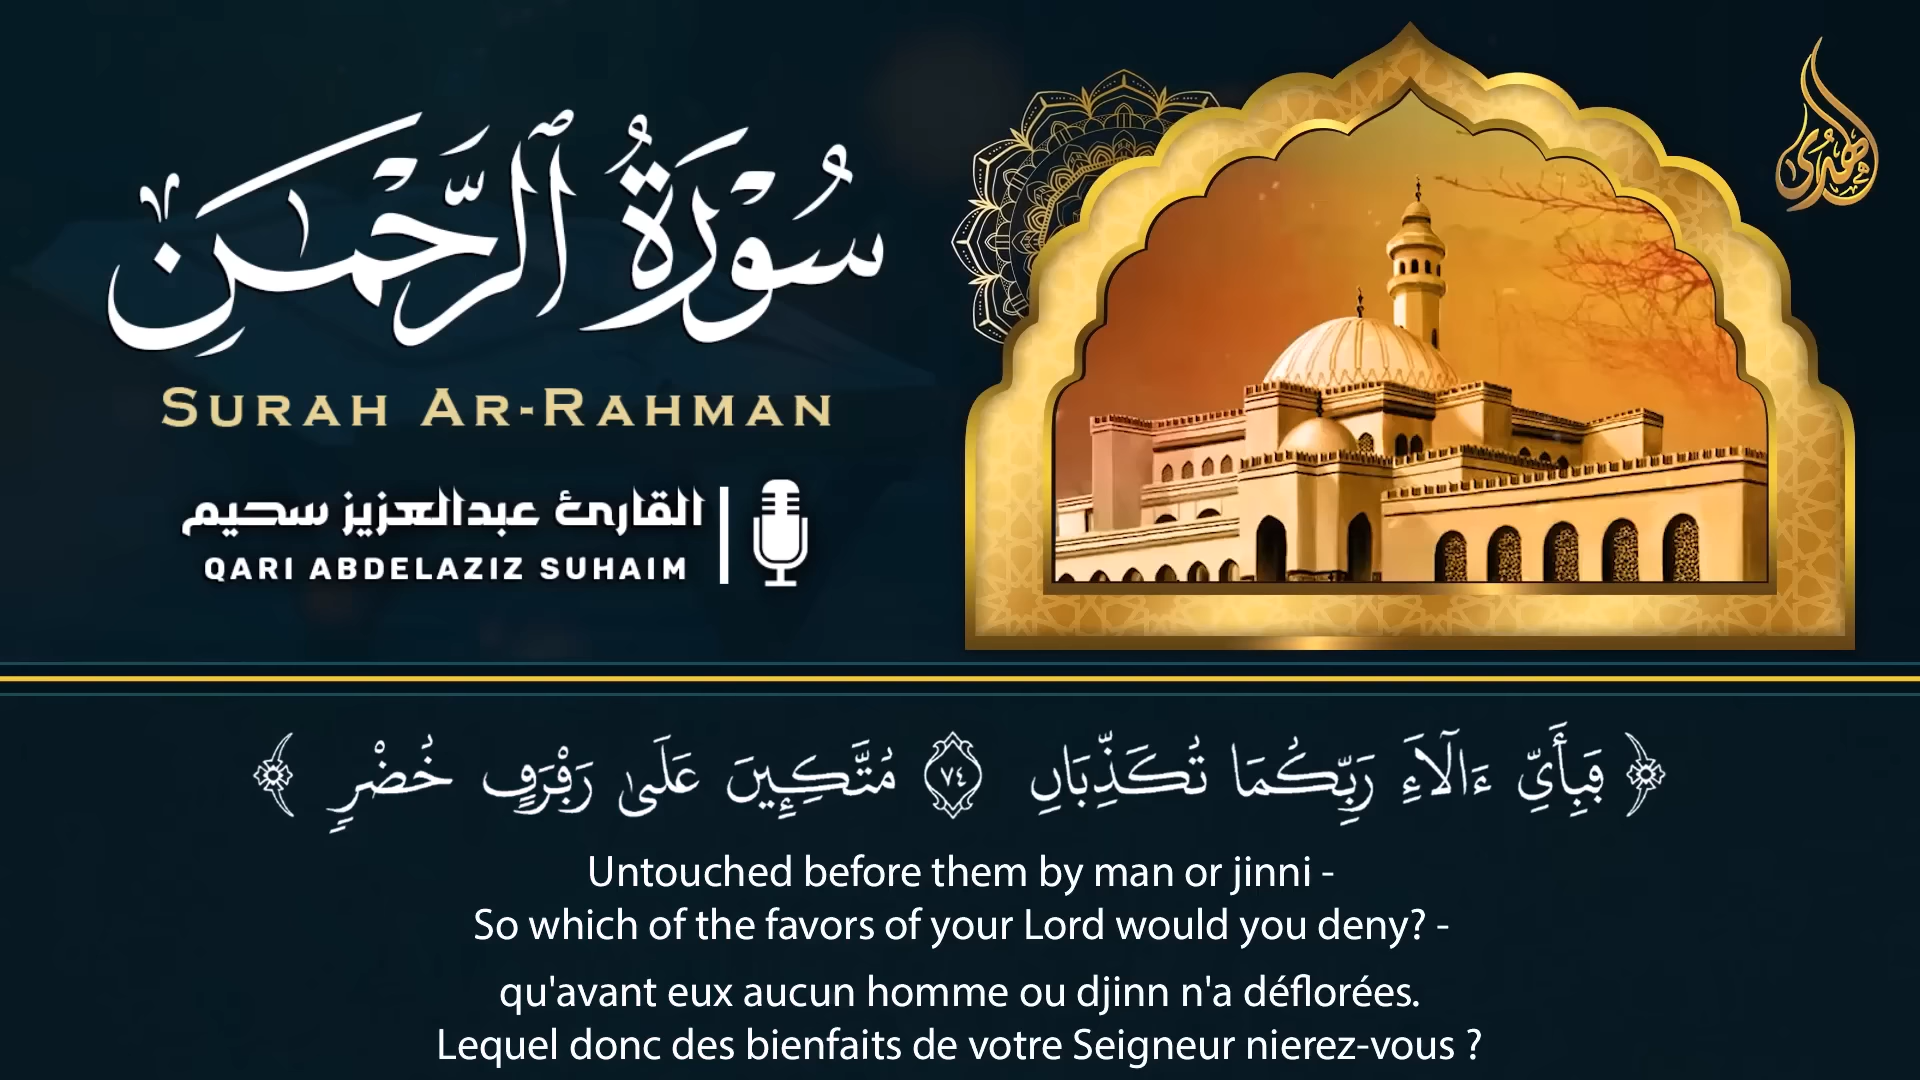 سُورَةُ ٱلرَّحْمَٰنِ
SURAH AR-RAHMAN
القارئ عبدالعزيز سحيم
QARI ABDELAZIZ SUHAIM
الهدى
﴿ فَبِأَيِّ ءَالَآءِ رَبِّكُمَا تُكَذِّبَانِ ٧٤ مُتَّكِـِٔينَ عَلَىٰ رَفْرَفٍ خُضْرٍ ﴾
Untouched before them by man or jinni -
So which of the favors of your Lord would you deny? -
qu'avant eux aucun homme ou djinn n'a déflorées.
Lequel donc des bienfaits de votre Seigneur nierez-vous ?